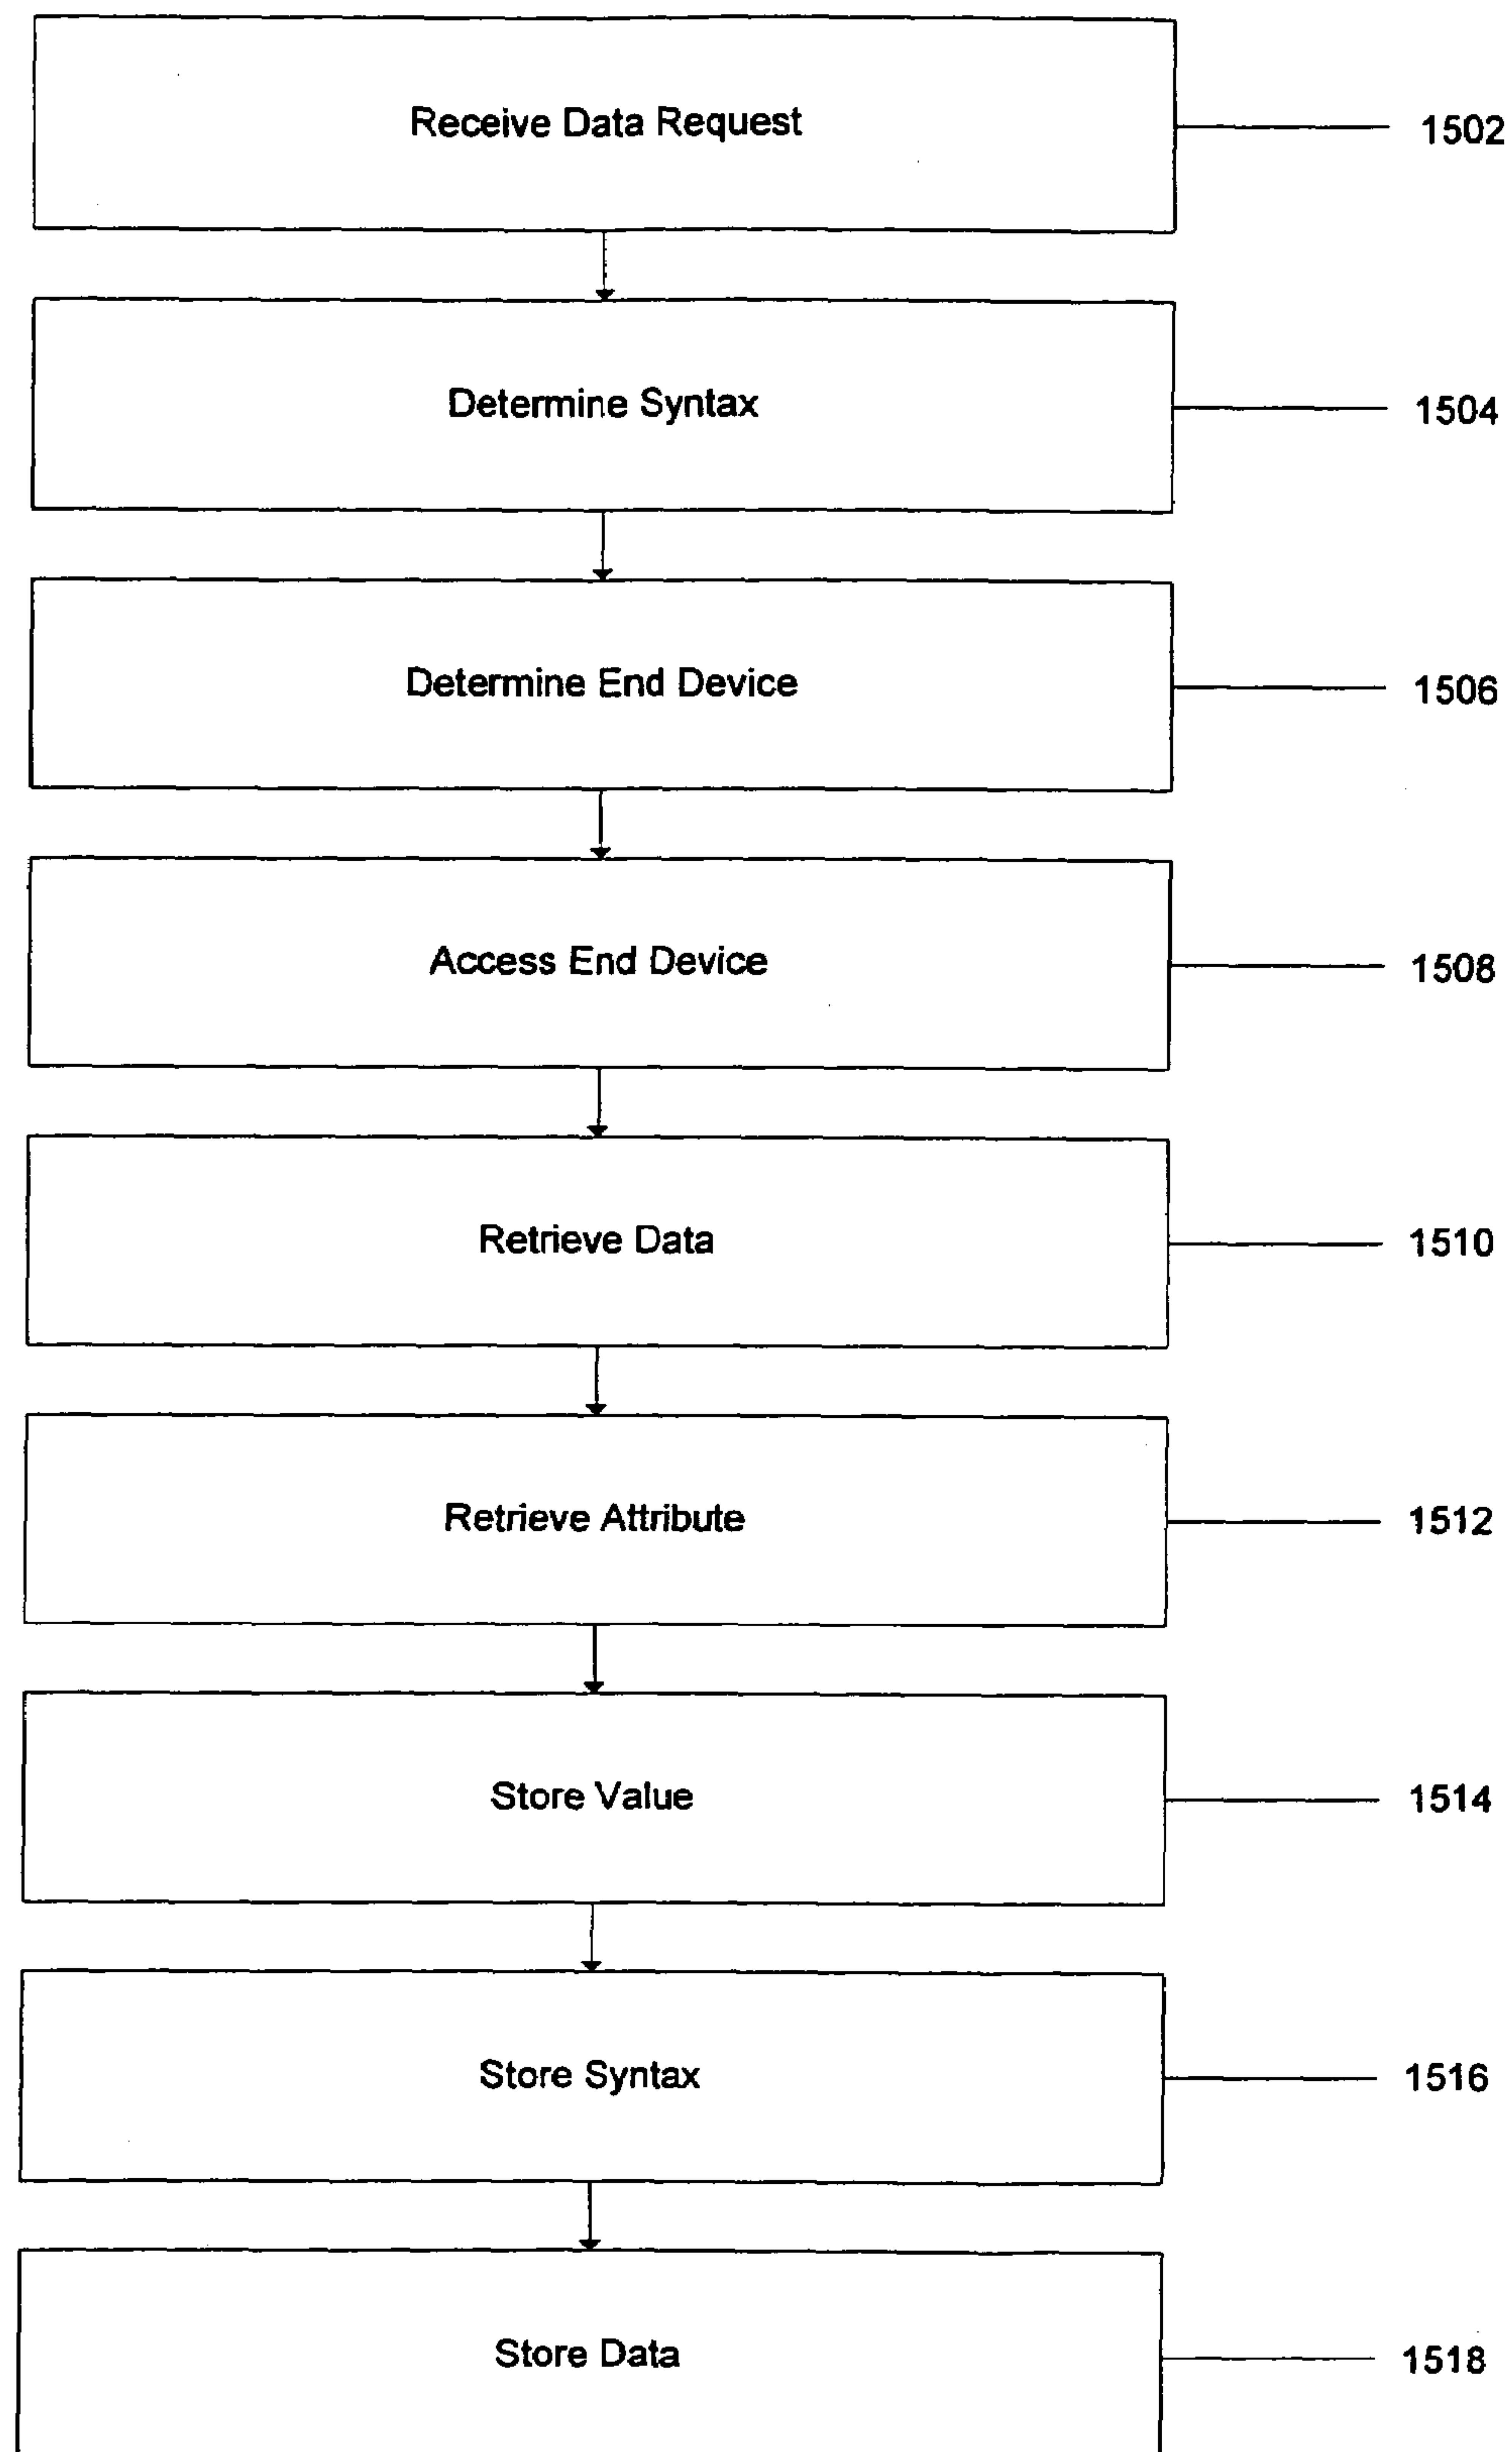 Receive Data Request 1502
Determine Syntax 1504
Determine End Device 1506
Access End Device 1508
Retrieve Data 1510
Retrieve Attribute 1512
Store Value 1514
Store Syntax 1516
Store Data 1518